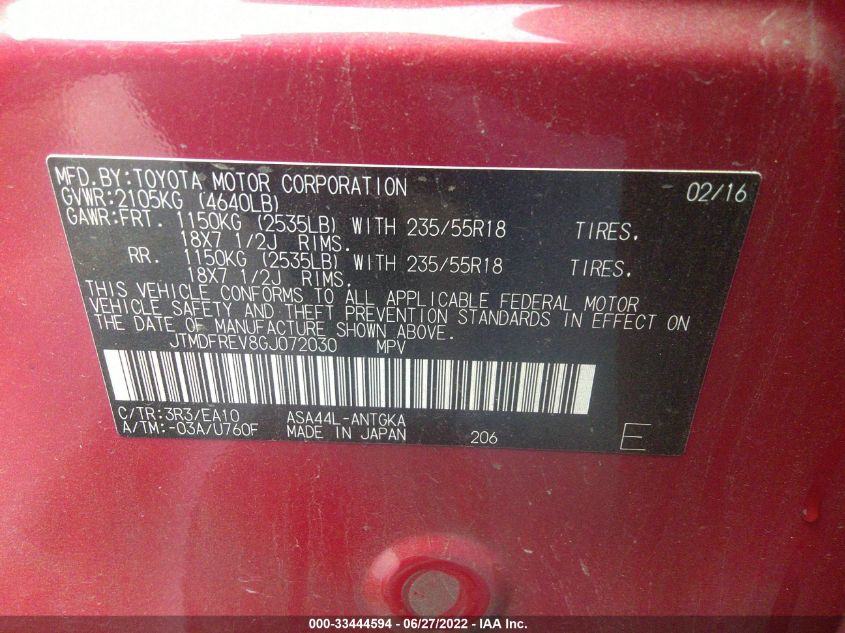 MFD.BY:TOYOTA MOTOR CORPORATION 02/16
GVWR:2105KG (4640LB)
GAWR:FRT. 1150KG (2535LB) WITH 235/55R18 TIRES.
18X7 1/2J RIMS.
RR. 1150KG (2535LB) WITH 235/55R18 TIRES.
18X7 1/2J RIMS.
THIS VEHICLE CONFORMS TO ALL APPLICABLE FEDERAL MOTOR
VEHICLE SAFETY AND THEFT PREVENTION STANDARDS IN EFFECT ON
THE DATE OF MANUFACTURE SHOWN ABOVE.
JTMDFREV8GJ072030 MPV
C/TR:3R3/EA10 ASA44L-ANTGKA
A/TM:-03A/U760F MADE IN JAPAN 206 E
000-33444594 - 06/27/2022 - IAAI Inc.